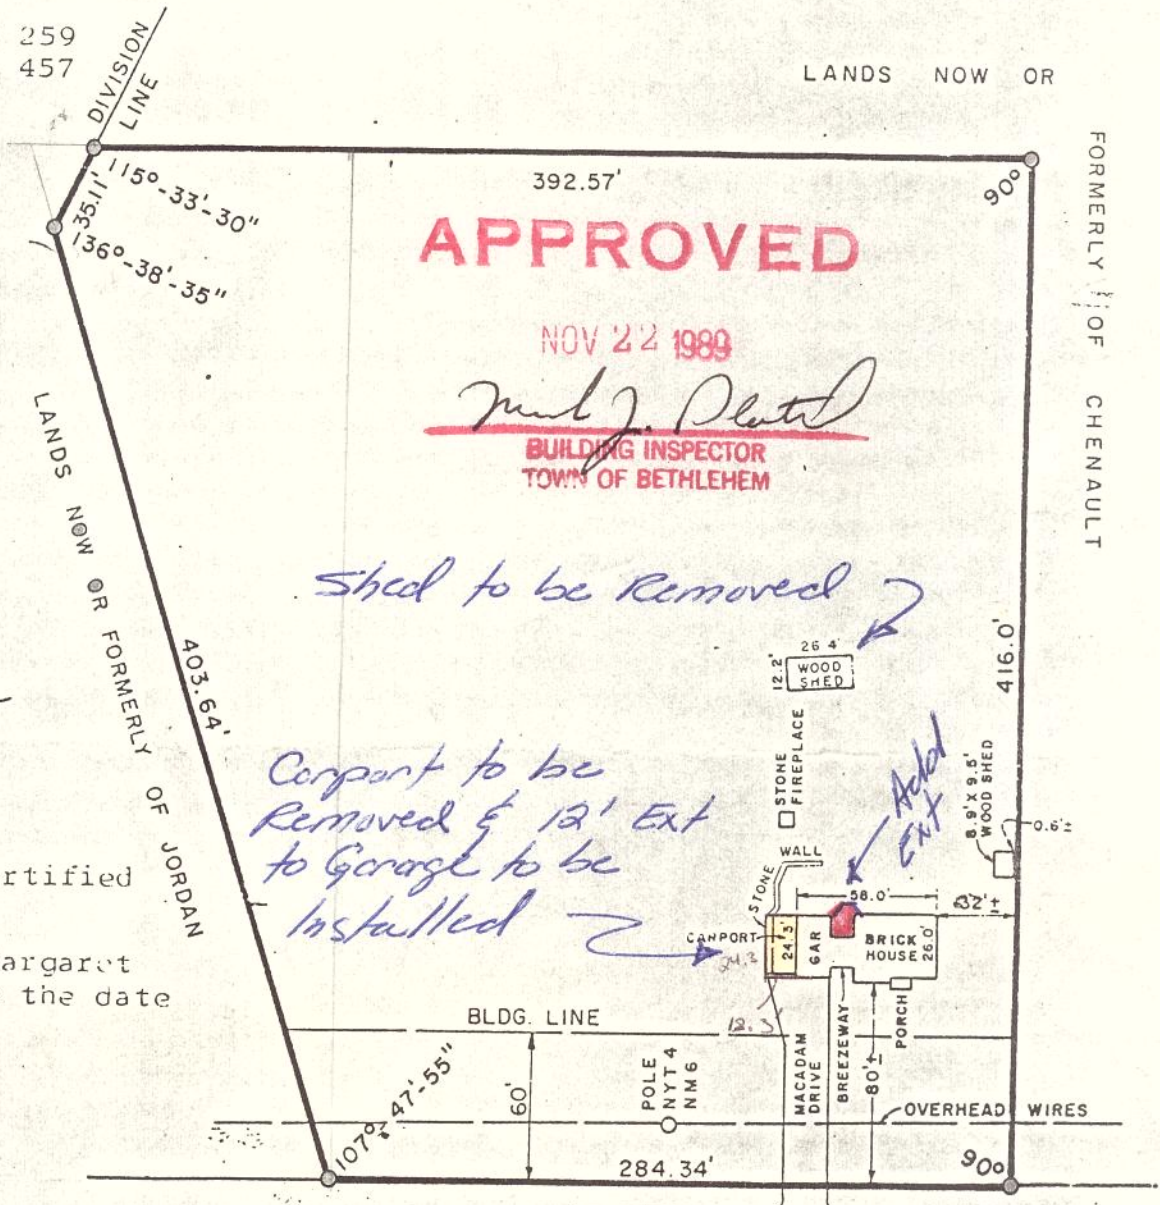 259
457
DIVISION
LINE
LANDS NOW OR
FORMERLY OF CHENAULT
392.57'
90°
115°-33'-30"
35.11'
136°-38'-35"
APPROVED
NOV 22 1989
BUILDING INSPECTOR
TOWN OF BETHLEHEM
LANDS NOW OR FORMERLY OF JORDAN
403.64'
416.0'
Shed to be Removed
26 4'
12.2'
WOOD
SHED
STONE
FIREPLACE
Add
Ext
8.9' X 9.5'
WOOD SHED
0.6'±
Carport to be
Removed & 12' Ext
to Garage to be
Installed
STONE WALL
58.0'
32'±
CARPORT
24.3
24.3'
GAR
BRICK
HOUSE
26.0'
rtified
argaret
the date
BLDG. LINE
12.3'
60'
POLE
NYT4
NM6
MACADAM
DRIVE
BREEZEWAY
80'±
PORCH
OVERHEAD WIRES
107°-47'-55"
284.34'
90°